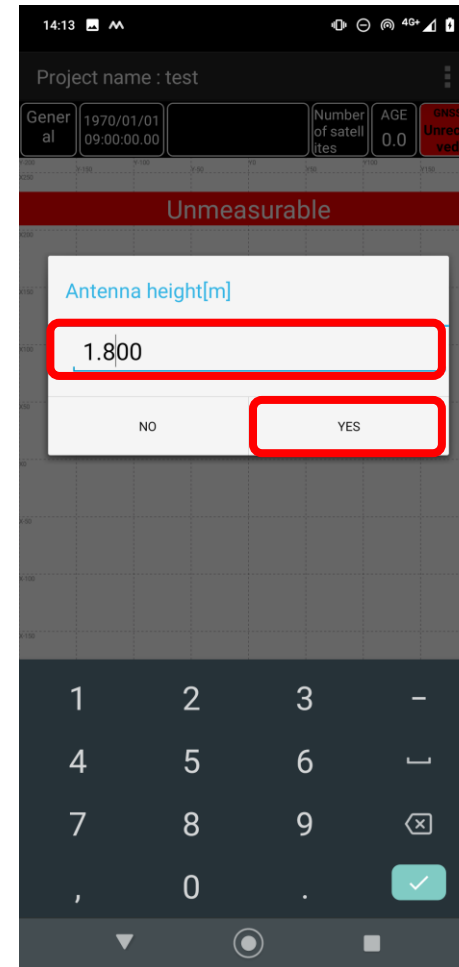 14:13
4G+
Project name : test
Gener
al
1970/01/01
09:00:00.00
Number
of satell
ites
AGE
0.0
GNSS
Unrec
ved
Unmeasurable
Antenna height[m]
1.800
NO
YES
1 2 3 –
4 5 6
7 8 9
, 0 .